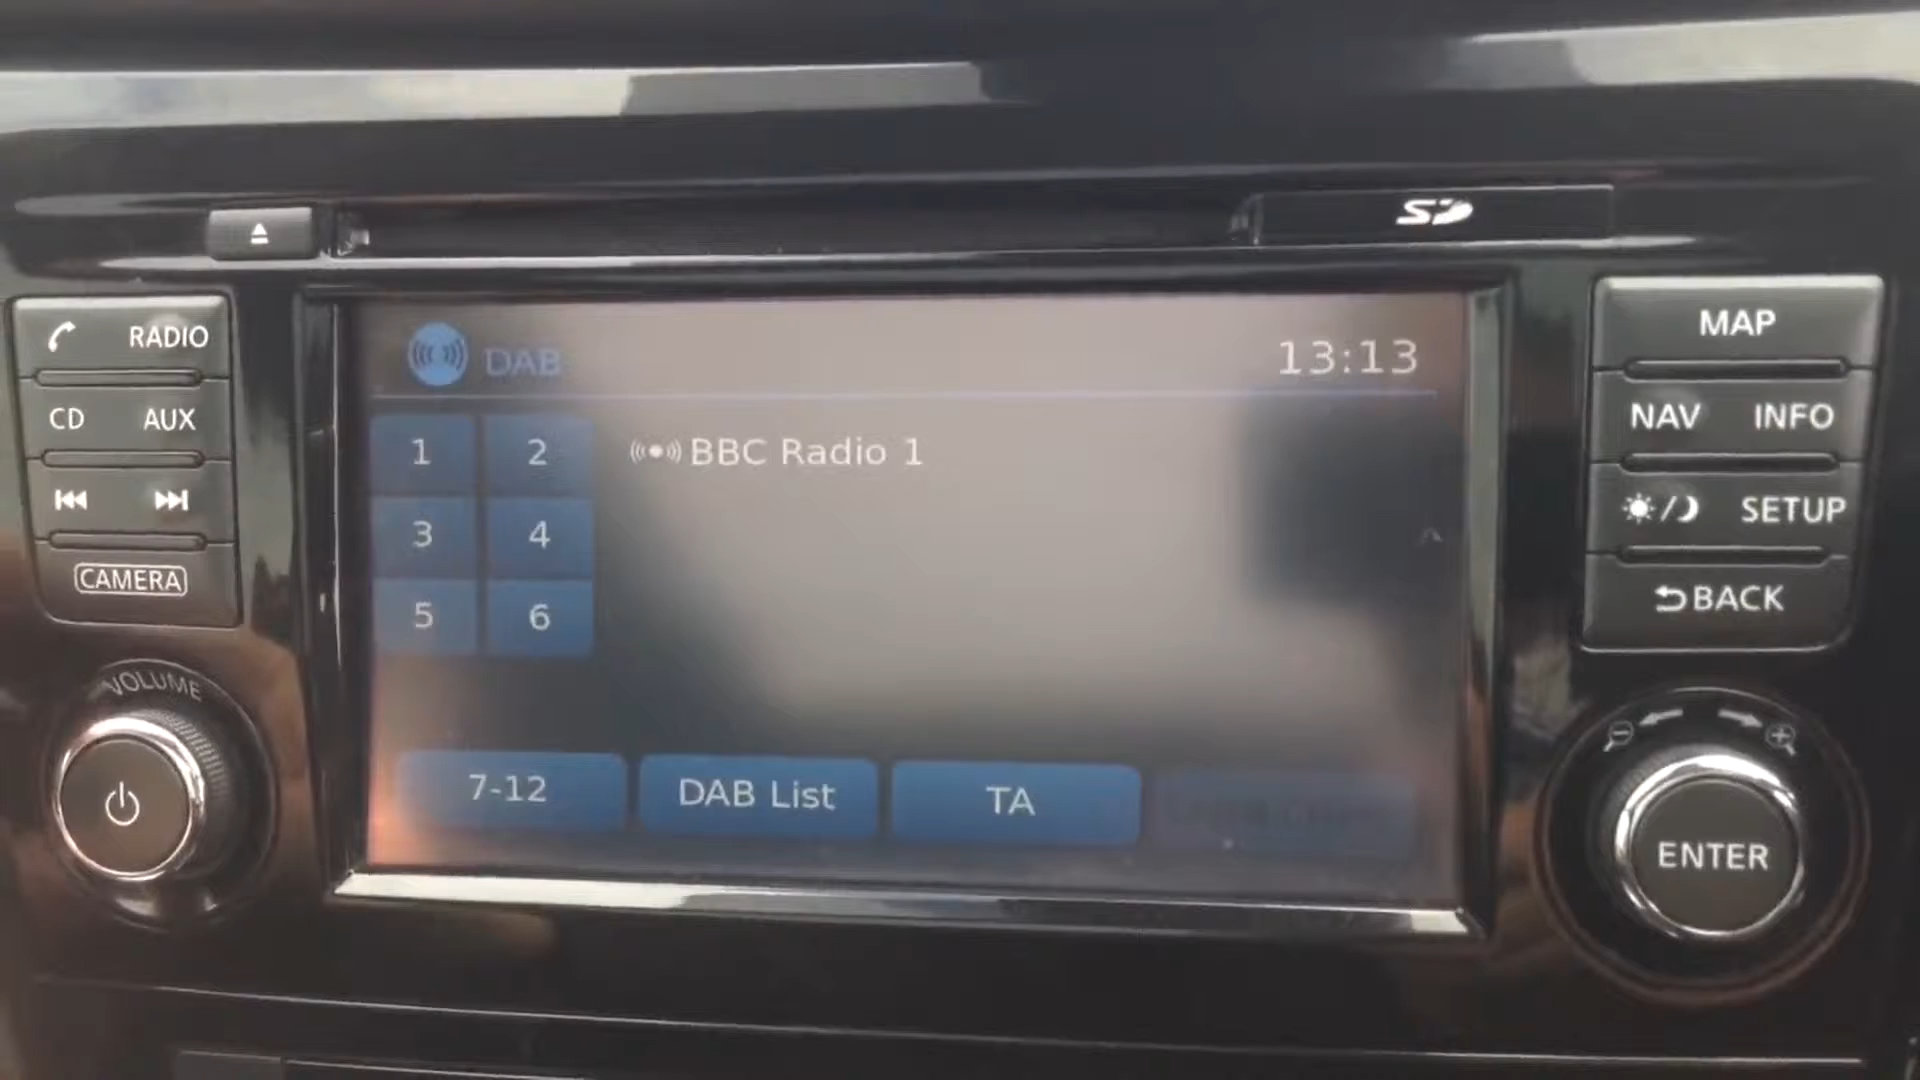 SD
RADIO
CD AUX
CAMERA
VOLUME
DAB
13:13
1 2
3 4
5 6
BBC Radio 1
7-12
DAB List
TA
MAP
NAV INFO
SETUP
BACK
ENTER